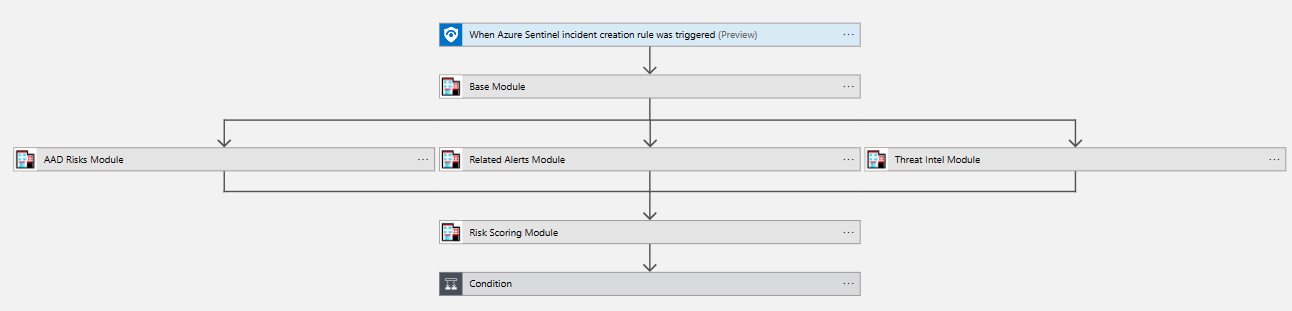 When Azure Sentinel incident creation rule was triggered (Preview) ...
Base Module ...
AAD Risks Module ...
Related Alerts Module ...
Threat Intel Module ...
Risk Scoring Module ...
Condition ...